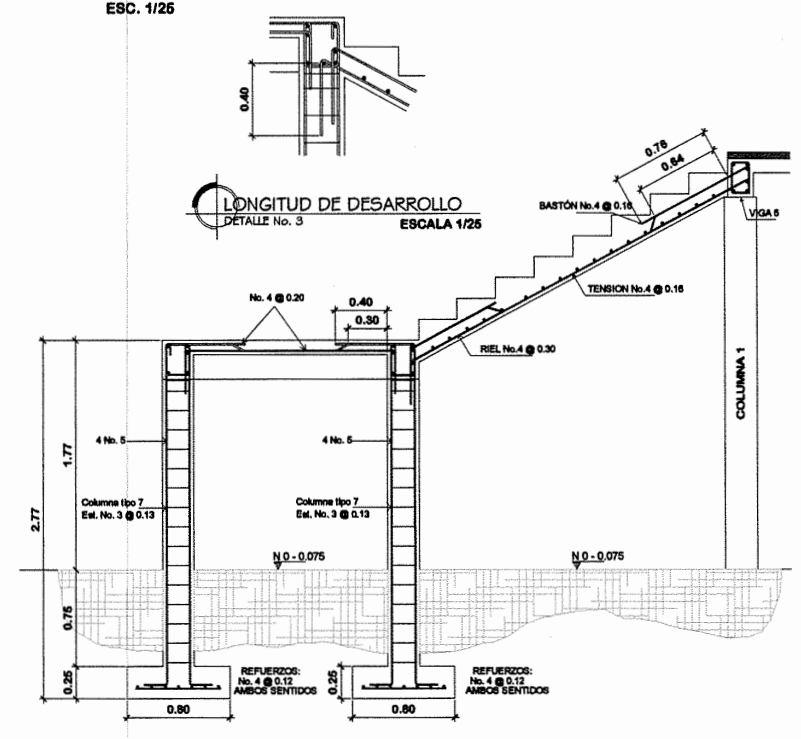 ESC. 1/25
0.40
LONGITUD DE DESARROLLO
DETALLE No. 3
ESCALA 1/25
0.76
0.64
BASTÓN No.4 @ 0.16
VIGA 5
TENSION No.4 @ 0.16
No. 4 @ 0.20
0.40
0.30
RIEL No.4 @ 0.30
COLUMNA 1
4 No. 5
4 No. 5
1.77
2.77
Columna tipo 7
Est. No. 3 @ 0.13
Columna tipo 7
Est. No. 3 @ 0.13
N 0 - 0.075
N 0 - 0.075
0.75
0.25
REFUERZOS:
No. 4 @ 0.12
AMBOS SENTIDOS
0.25
REFUERZOS:
No. 4 @ 0.12
AMBOS SENTIDOS
0.80
0.80